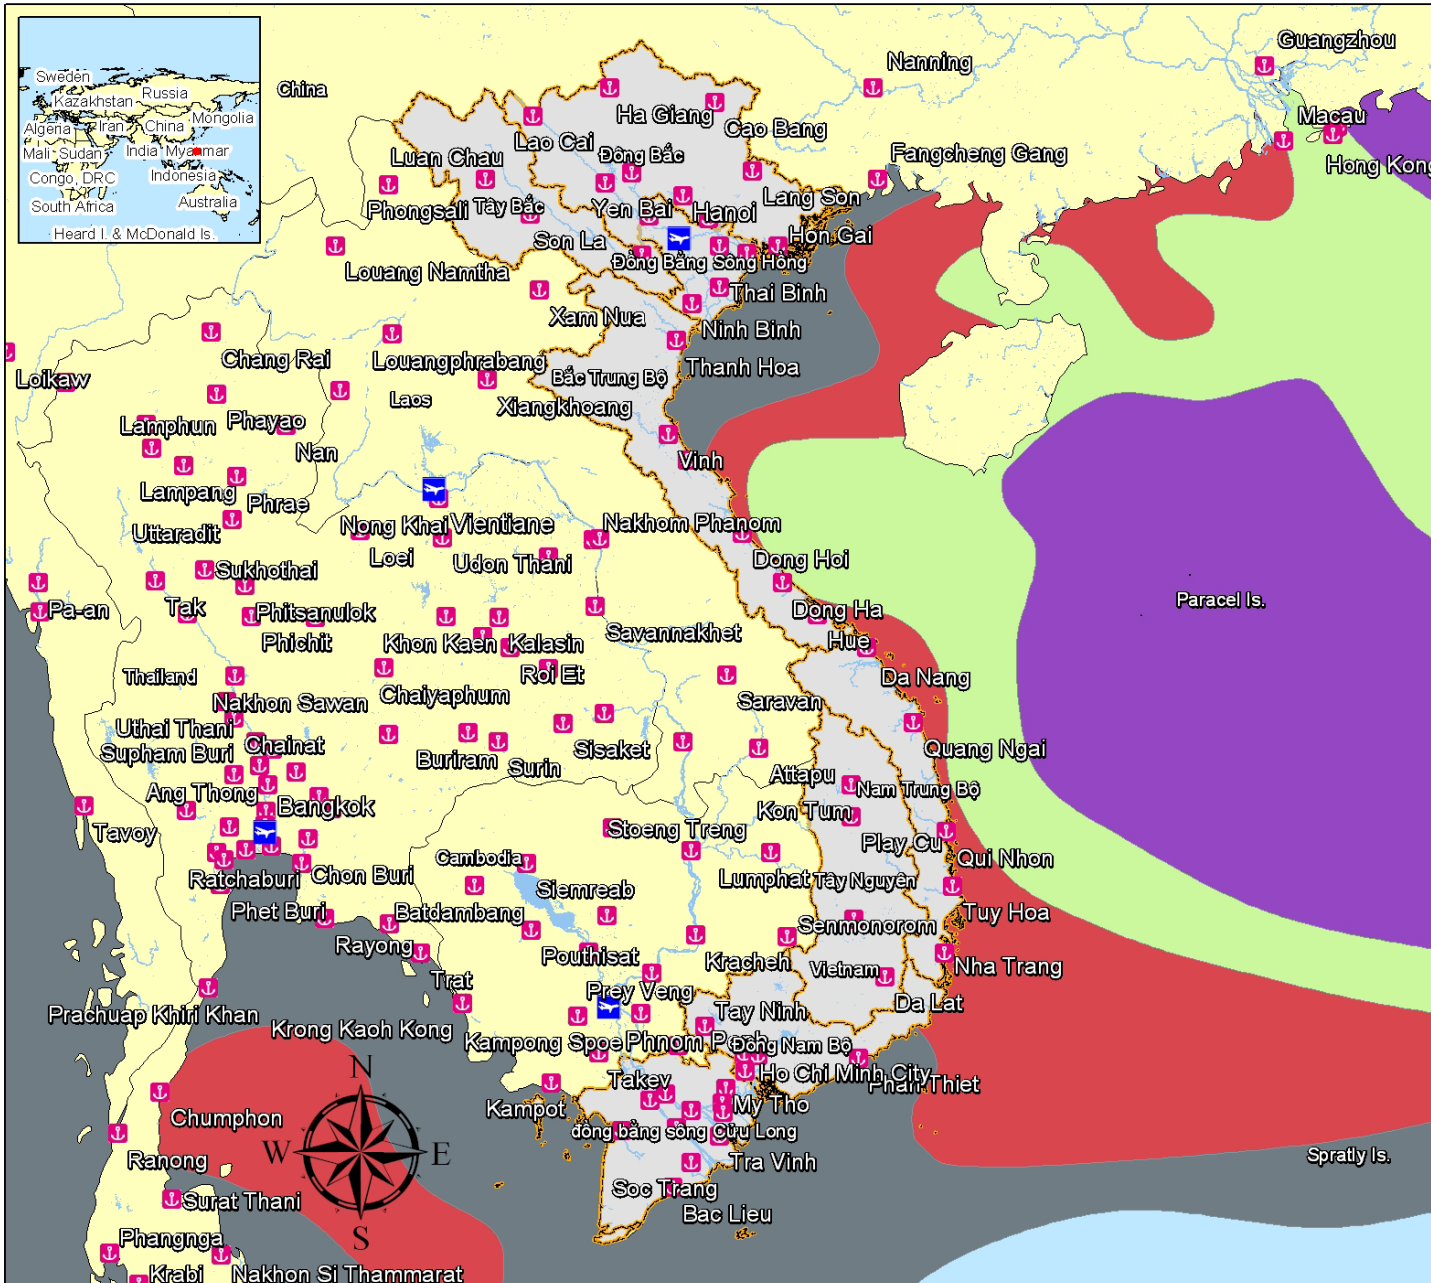 Sweden
Russia
Kazakhstan
Mongolia
Algeria
Iran
China
Mali
Sudan
India
Myanmar
Congo, DRC
Indonesia
South Africa
Australia
Heard I. & McDonald Is.
Guangzhou
Nanning
China
Macau
Ha Giang
Cao Bang
Lao Cai
Hong Kong
Luan Chau
Đông Bắc
Fangcheng Gang
Lang Son
Phongsali
Tây Bắc
Yen Bai
Hanoi
Son La
Hon Gai
Đồng Bằng Sông Hồng
Louang Namtha
Thai Binh
Xam Nua
Ninh Binh
Chang Rai
Louangphrabang
Thanh Hoa
Loikaw
Bắc Trung Bộ
Laos
Xiangkhoang
Lamphun
Phayao
Nan
Vinh
Lampang
Phrae
Uttaradit
Nong Khai
Vientiane
Nakhom Phanom
Loei
Udon Thani
Dong Hoi
Sukhothai
Paracel Is.
Pa-an
Tak
Phitsanulok
Dong Ha
Phichit
Khon Kaen
Kalasin
Savannakhet
Hue
Thailand
Roi Et
Da Nang
Nakhon Sawan
Chaiyaphum
Saravan
Uthai Thani
Supham Buri
Chainat
Sisaket
Quang Ngai
Buriram
Surin
Attapu
Ang Thong
Nam Trung Bộ
Bangkok
Kon Tum
Tavoy
Stoeng Treng
Play Cu
Cambodia
Qui Nhon
Ratchaburi
Chon Buri
Siemreab
Lumphat
Tây Nguyên
Phet Buri
Batdambang
Tuy Hoa
Rayong
Senmonorom
Pouthisat
Kracheh
Vietnam
Nha Trang
Trat
Prey Veng
Da Lat
Prachuap Khiri Khan
Krong Kaoh Kong
Tay Ninh
Kampong Spoe
Phnom Penh
Đông Nam Bộ
N
Takev
Ho Chi Minh City
Phan Thiet
Chumphon
Kampot
My Tho
W
E
đồng bằng sông Cửu Long
Ranong
Tra Vinh
Spratly Is.
Surat Thani
Soc Trang
Bac Lieu
S
Phangnga
Krabi
Nakhon Si Thammarat